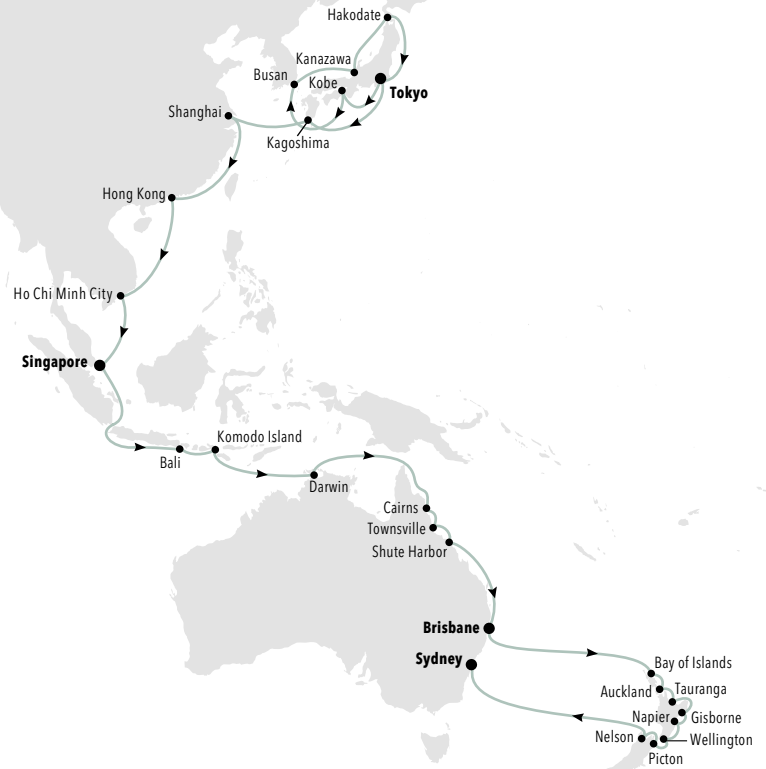 Hakodate
Kanazawa
Busan
Kobe
Tokyo
Shanghai
Kagoshima
Hong Kong
Ho Chi Minh City
Singapore
Komodo Island
Bali
Darwin
Cairns
Townsville
Shute Harbor
Brisbane
Sydney
Bay of Islands
Auckland
Tauranga
Napier
Gisborne
Nelson
Wellington
Picton